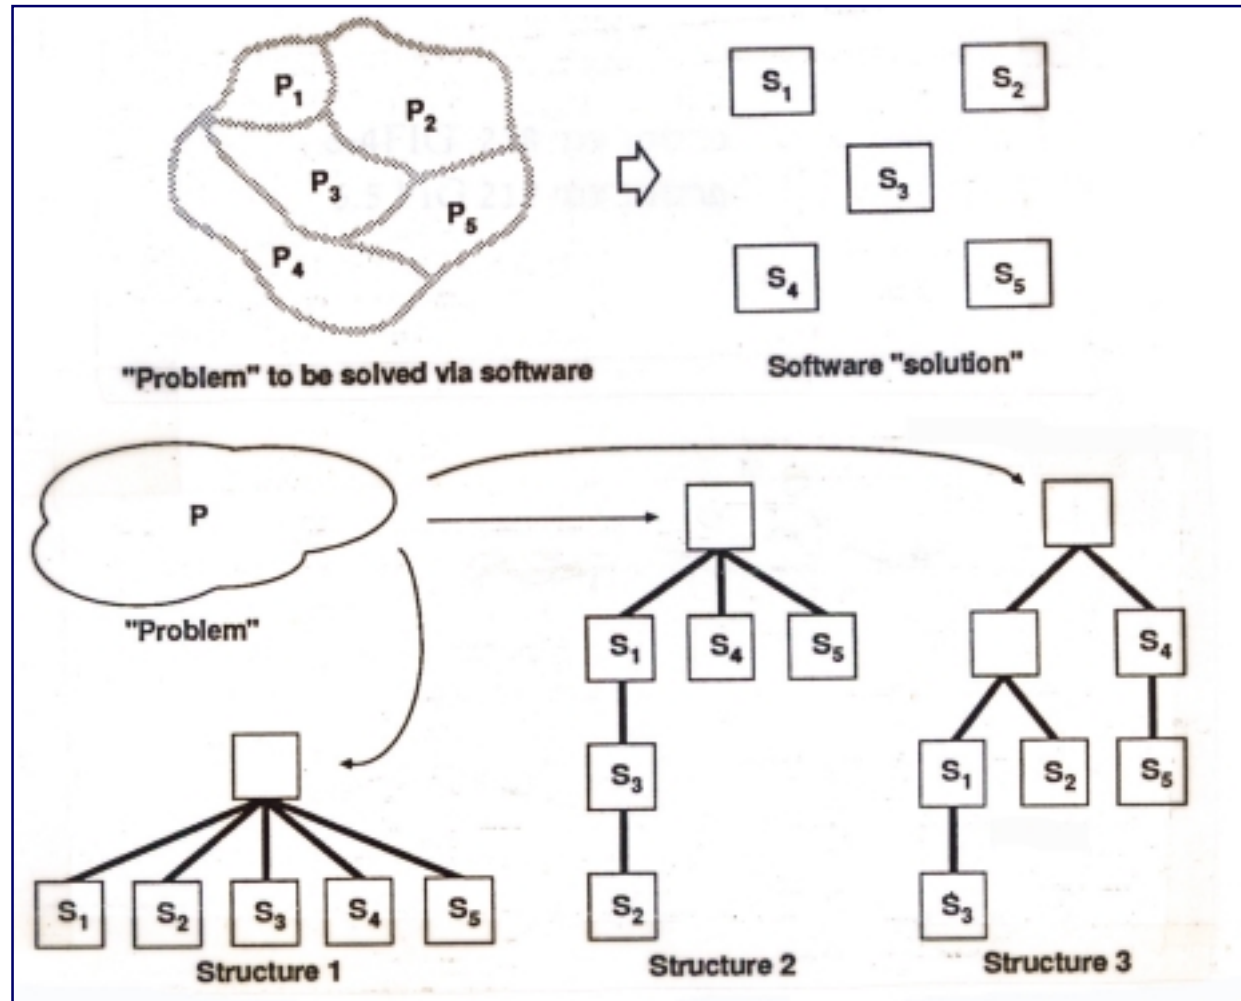 P₁
P₂
P₃
P₄
P₅
S₁
S₂
S₃
S₄
S₅
"Problem" to be solved via software
Software "solution"
P
"Problem"
S₁ S₄ S₅
S₃
S₂
Structure 2
S₄
S₁ S₂ S₅
S₃
Structure 3
S₁ S₂ S₃ S₄ S₅
Structure 1